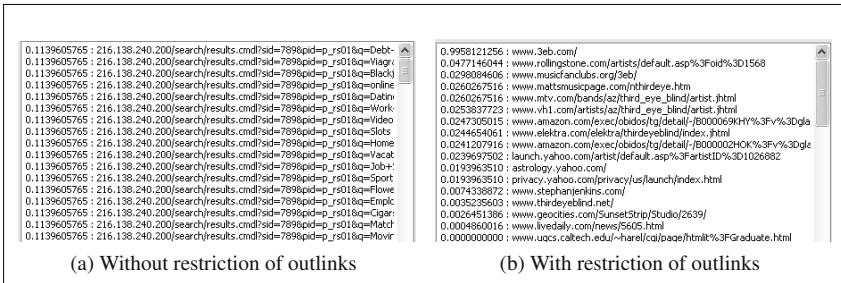 0.1139605765 : 216.138.240.200/search/results.cmdl?sid=789&pid=p_rs01&q=Debt-
0.1139605765 : 216.138.240.200/search/results.cmdl?sid=789&pid=p_rs01&q=Viagra
0.1139605765 : 216.138.240.200/search/results.cmdl?sid=789&pid=p_rs01&q=Blackj
0.1139605765 : 216.138.240.200/search/results.cmdl?sid=789&pid=p_rs01&q=online
0.1139605765 : 216.138.240.200/search/results.cmdl?sid=789&pid=p_rs01&q=Dating
0.1139605765 : 216.138.240.200/search/results.cmdl?sid=789&pid=p_rs01&q=Work-
0.1139605765 : 216.138.240.200/search/results.cmdl?sid=789&pid=p_rs01&q=Video
0.1139605765 : 216.138.240.200/search/results.cmdl?sid=789&pid=p_rs01&q=Slots
0.1139605765 : 216.138.240.200/search/results.cmdl?sid=789&pid=p_rs01&q=Home
0.1139605765 : 216.138.240.200/search/results.cmdl?sid=789&pid=p_rs01&q=Vacat
0.1139605765 : 216.138.240.200/search/results.cmdl?sid=789&pid=p_rs01&q=Job+S
0.1139605765 : 216.138.240.200/search/results.cmdl?sid=789&pid=p_rs01&q=Sport
0.1139605765 : 216.138.240.200/search/results.cmdl?sid=789&pid=p_rs01&q=Flowe
0.1139605765 : 216.138.240.200/search/results.cmdl?sid=789&pid=p_rs01&q=Emplo
0.1139605765 : 216.138.240.200/search/results.cmdl?sid=789&pid=p_rs01&q=Cigar
0.1139605765 : 216.138.240.200/search/results.cmdl?sid=789&pid=p_rs01&q=Match
0.1139605765 : 216.138.240.200/search/results.cmdl?sid=789&pid=p_rs01&q=Movin
(a) Without restriction of outlinks
0.9958121256 : www.3eb.com/
0.0477146044 : www.rollingstone.com/artists/default.asp%3Foid%3D1568
0.0298084606 : www.musicfanclubs.org/3eb/
0.0260267516 : www.mattsmusicpage.com/nthirdeye.htm
0.0260267516 : www.mtv.com/bands/az/third_eye_blind/artist.jhtml
0.0253837723 : www.vh1.com/artists/az/third_eye_blind/artist.jhtml
0.0247305015 : www.amazon.com/exec/obidos/tg/detail/-/B000069KHY%3Fv%3Dgla
0.0244654061 : www.elektra.com/elektra/thirdeyeblind/index.jhtml
0.0241207916 : www.amazon.com/exec/obidos/tg/detail/-/B000002HOK%3Fv%3Dgla
0.0239697502 : launch.yahoo.com/artist/default.asp%3FartistID%3D1026882
0.0193963510 : astrology.yahoo.com/
0.0193963510 : privacy.yahoo.com/privacy/us/launch/index.html
0.0074338872 : www.stephanjenkins.com/
0.0035235603 : www.thirdeyeblind.net/
0.0026451386 : www.geocities.com/SunsetStrip/Studio/2639/
0.0004860016 : www.livedaily.com/news/5605.html
0.0000000000 : www.ugcs.caltech.edu/~harel/cgi/page/htmlit%3FGraduate.html
(b) With restriction of outlinks